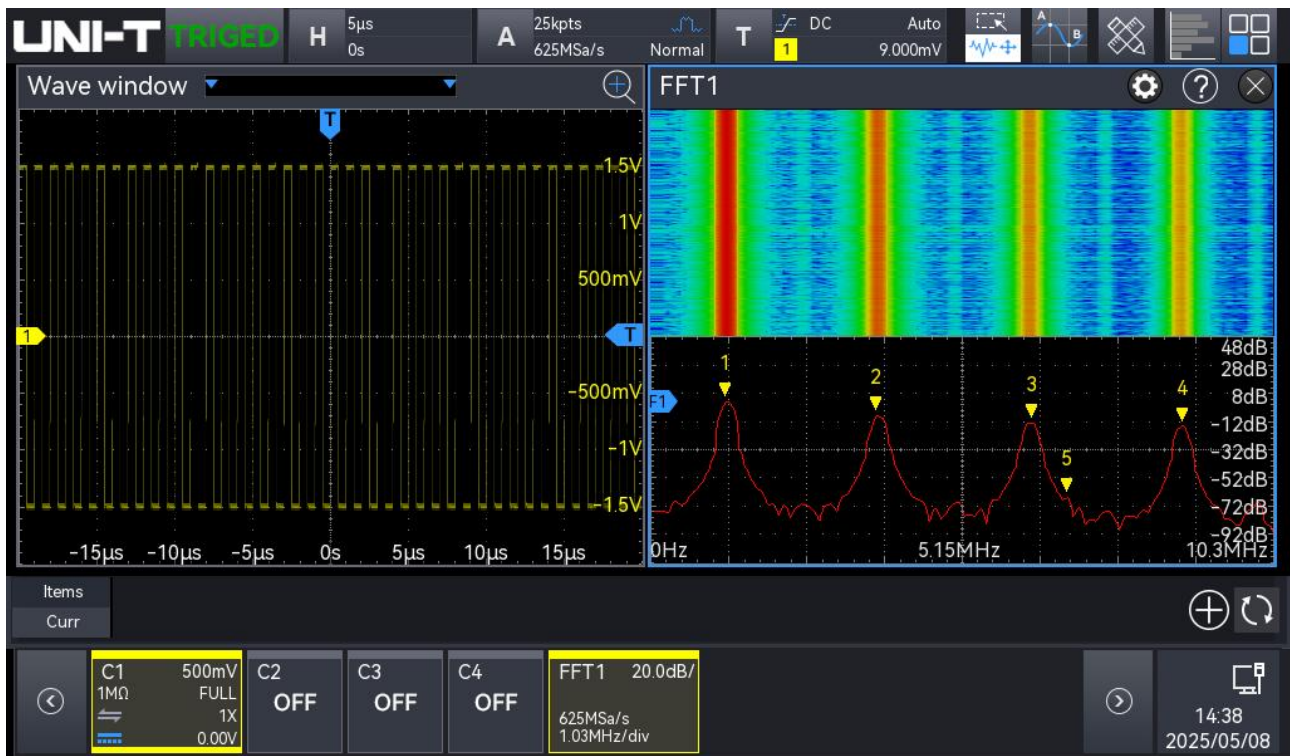 UNI-T TRIGED H 5μs 0s A 25kpts 625MSa/s Normal T 1 DC Auto 9.000mV A B
Wave window
FFT1
T
1.5V
1V
500mV
1
T
-500mV
-1V
-1.5V
-15μs -10μs -5μs 0s 5μs 10μs 15μs
F1
1 2 3 4 5
48dB
28dB
8dB
-12dB
-32dB
-52dB
-72dB
-92dB
0Hz 5.15MHz 10.3MHz
Items
Curr
C1 500mV
1MΩ FULL
1X
0.00V
C2
OFF
C3
OFF
C4
OFF
FFT1 20.0dB/
625MSa/s
1.03MHz/div
14:38
2025/05/08